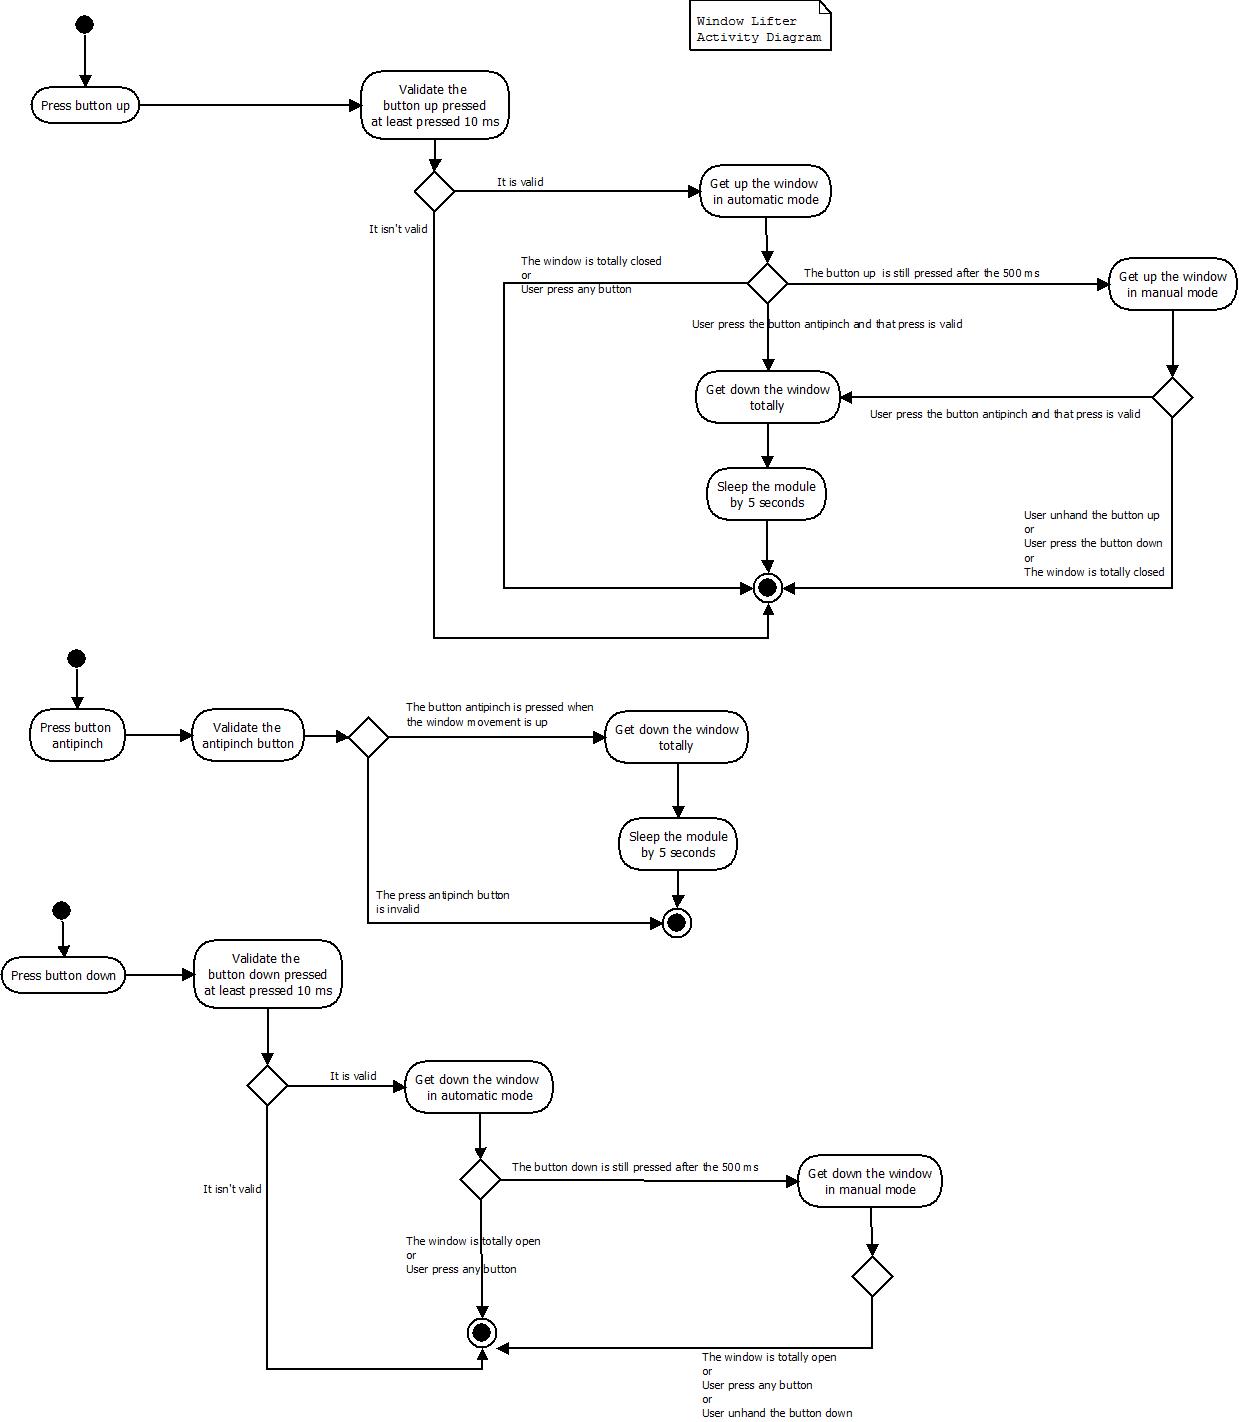 Window Lifter
Activity Diagram
Press button up
Validate the
button up pressed
at least pressed 10 ms
It is valid
It isn't valid
Get up the window
in automatic mode
The window is totally closed
or
User press any button
The button up  is still pressed after the 500 ms
Get up the window
in manual mode
User press the button antipinch and that press is valid
Get down the window
totally
User press the button antipinch and that press is valid
Sleep the module
by 5 seconds
User unhand the button up
or
User press the button down
or
The window is totally closed
Press button
antipinch
Validate the
antipinch button
The button antipinch is pressed when
the window movement is up
Get down the window
totally
Sleep the module
by 5 seconds
The press antipinch button
is invalid
Press button down
Validate the
button down pressed
at least pressed 10 ms
It is valid
It isn't valid
Get down the window
in automatic mode
The button down is still pressed after the 500 ms
Get down the window
in manual mode
The window is totally open
or
User press any button
The window is totally open
or
User press any button
or
User unhand the button down